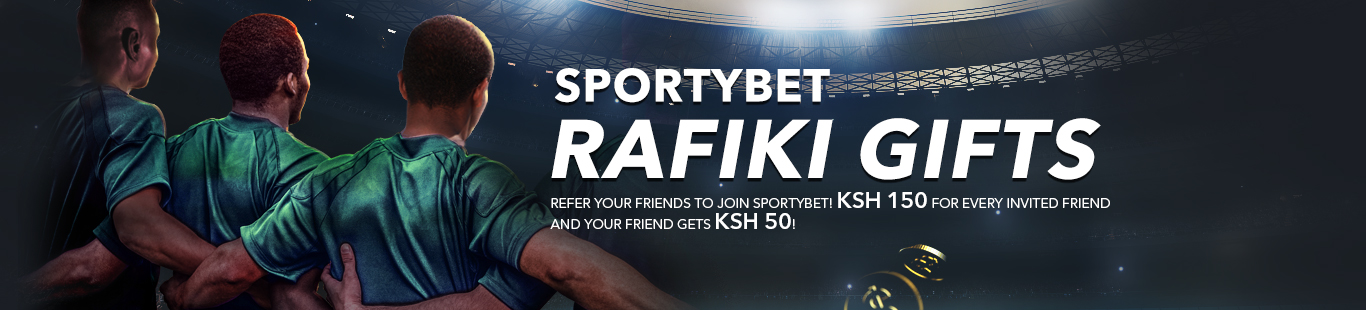 SPORTYBET
RAFIKI GIFTS
REFER YOUR FRIENDS TO JOIN SPORTYBET! KSH 150 FOR EVERY INVITED FRIEND
AND YOUR FRIEND GETS KSH 50!